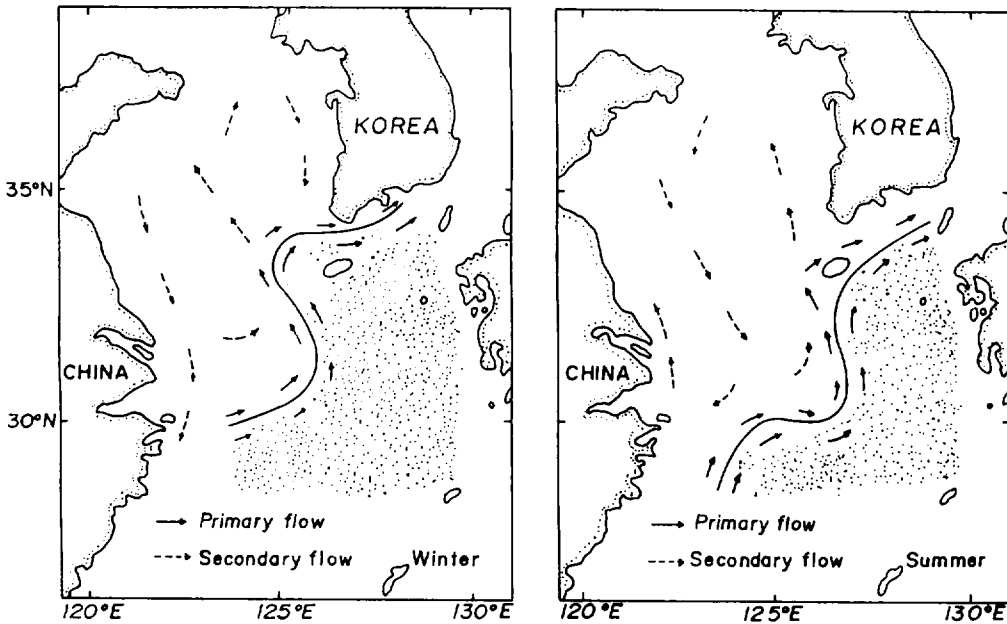 KOREA
35°N
CHINA
30°N
Primary flow
Secondary flow
Winter
120°E
125°E
130°E
KOREA
CHINA
Primary flow
Secondary flow
Summer
120°E
125°E
130°E